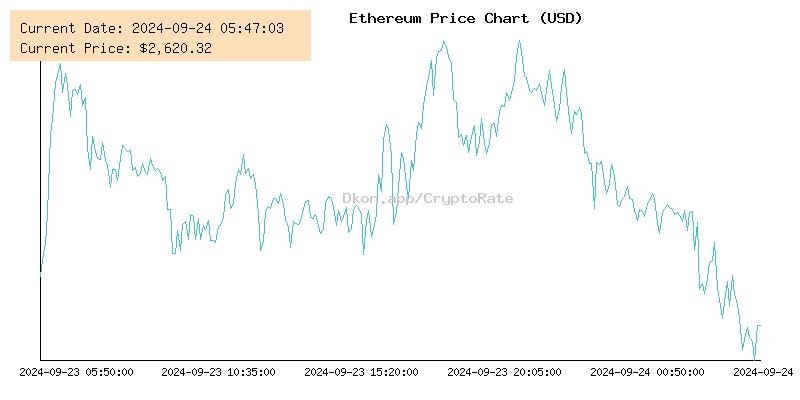 Ethereum Price Chart (USD)
Current Date: 2024-09-24 05:47:03
Current Price: $2,620.32
Dkon.app/CryptoRate
2024-09-23 05:50:00 2024-09-23 10:35:00 2024-09-23 15:20:00 2024-09-23 20:05:00 2024-09-24 00:50:00 2024-09-24